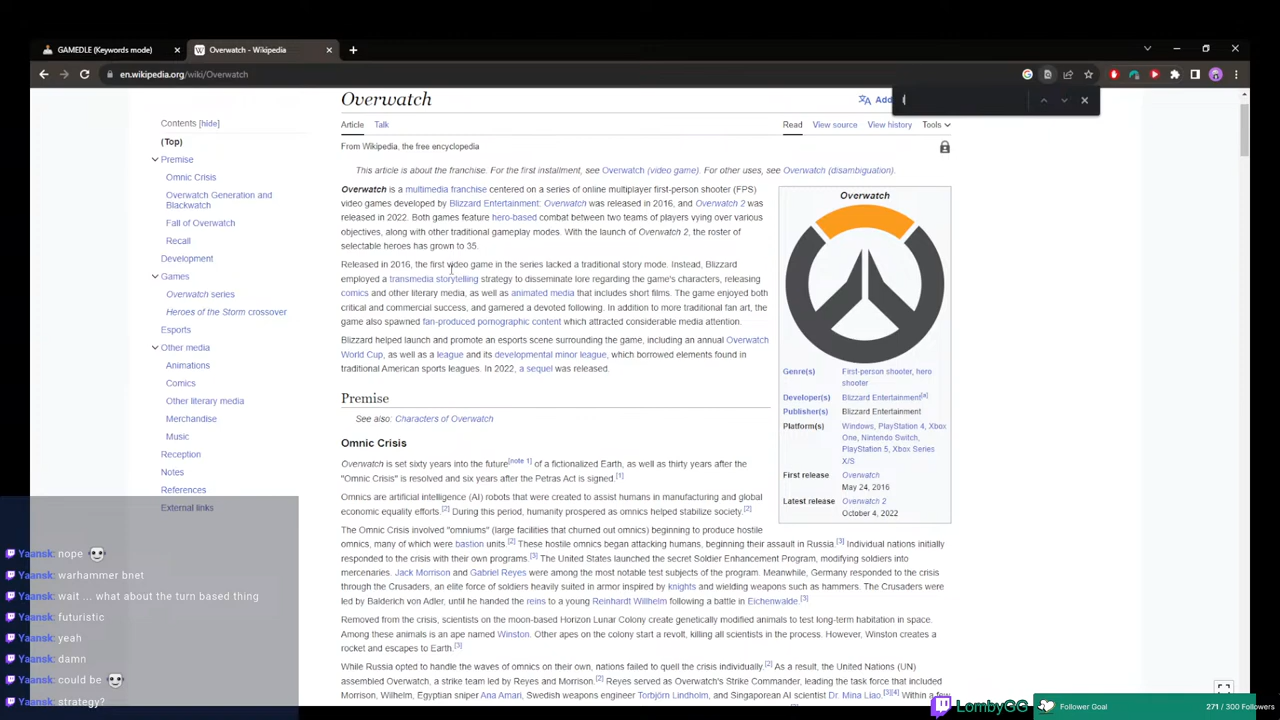 GAMEDLE (Keywords mode)
Overwatch - Wikipedia
en.wikipedia.org/wiki/Overwatch
Contents [hide]
(Top)
Premise
Omnic Crisis
Overwatch Generation and
Blackwatch
Fall of Overwatch
Recall
Development
Games
Overwatch series
Heroes of the Storm crossover
Esports
Other media
Animations
Comics
Other literary media
Merchandise
Music
Reception
Notes
References
External links
Overwatch
Add
Article Talk
Read View source View history Tools
From Wikipedia, the free encyclopedia
This article is about the franchise. For the first installment, see Overwatch (video game). For other uses, see Overwatch (disambiguation).
Overwatch is a multimedia franchise centered on a series of online multiplayer first-person shooter (FPS)
video games developed by Blizzard Entertainment: Overwatch was released in 2016, and Overwatch 2 was
released in 2022. Both games feature hero-based combat between two teams of players vying over various
objectives, along with other traditional gameplay modes. With the launch of Overwatch 2, the roster of
selectable heroes has grown to 35.
Released in 2016, the first video game in the series lacked a traditional story mode. Instead, Blizzard
employed a transmedia storytelling strategy to disseminate lore regarding the game's characters, releasing
comics and other literary media, as well as animated media that includes short films. The game enjoyed both
critical and commercial success, and garnered a devoted following. In addition to more traditional fan art, the
game also spawned fan-produced pornographic content which attracted considerable media attention.
Blizzard helped launch and promote an esports scene surrounding the game, including an annual Overwatch
World Cup, as well as a league and its developmental minor league, which borrowed elements found in
traditional American sports leagues. In 2022, a sequel was released.
Overwatch
Genre(s) First-person shooter, hero
shooter
Developer(s) Blizzard Entertainment[a]
Publisher(s) Blizzard Entertainment
Platform(s) Windows, PlayStation 4, Xbox
One, Nintendo Switch,
PlayStation 5, Xbox Series
X/S
First release Overwatch
May 24, 2016
Latest release Overwatch 2
October 4, 2022
Premise
See also: Characters of Overwatch
Omnic Crisis
Overwatch is set sixty years into the future[note 1] of a fictionalized Earth, as well as thirty years after the
"Omnic Crisis" is resolved and six years after the Petras Act is signed.[1]
Omnics are artificial intelligence (AI) robots that were created to assist humans in manufacturing and global
economic equality efforts.[2] During this period, humanity prospered as omnics helped stabilize society.[2]
The Omnic Crisis involved "omniums" (large facilities that churned out omnics) beginning to produce hostile
omnics, many of which were bastion units.[2] These hostile omnics began attacking humans, beginning their assault in Russia.[3] Individual nations initially
responded to the crisis with their own programs.[3] The United States launched the secret Soldier Enhancement Program, modifying soldiers into
mercenaries. Jack Morrison and Gabriel Reyes were among the most notable test subjects of the program. Meanwhile, Germany responded to the crisis
through the Crusaders, an elite force of soldiers heavily suited in armor inspired by knights and wielding weapons such as hammers. The Crusaders were
led by Balderich von Adler, until he handed the reins to a young Reinhardt Willhelm following a battle in Eichenwalde.[3]
Removed from the crisis, scientists on the moon-based Horizon Lunar Colony create genetically modified animals to test long-term habitation in space.
Among these animals is an ape named Winston. Other apes on the colony start a revolt, killing all scientists in the process. However, Winston creates a
rocket and escapes to Earth.[3]
While Russia opted to handle the waves of omnics on their own, nations failed to quell the crisis individually.[2] As a result, the United Nations (UN)
assembled Overwatch, a strike team led by Reyes and Morrison.[2] Reyes served as Overwatch's Strike Commander, leading the task force that included
Morrison, Wilhelm, Egyptian sniper Ana Amari, Swedish weapons engineer Torbjörn Lindholm, and Singaporean AI scientist Dr. Mina Liao.[3][4] Within a few
Yaansk: nope
Yaansk: warhammer bnet
Yaansk: wait ... what about the turn based thing
Yaansk: futuristic
Yaansk: yeah
Yaansk: damn
Yaansk: could be
Yaansk: strategy?
LombyGG
Follower Goal
271 / 300 Followers